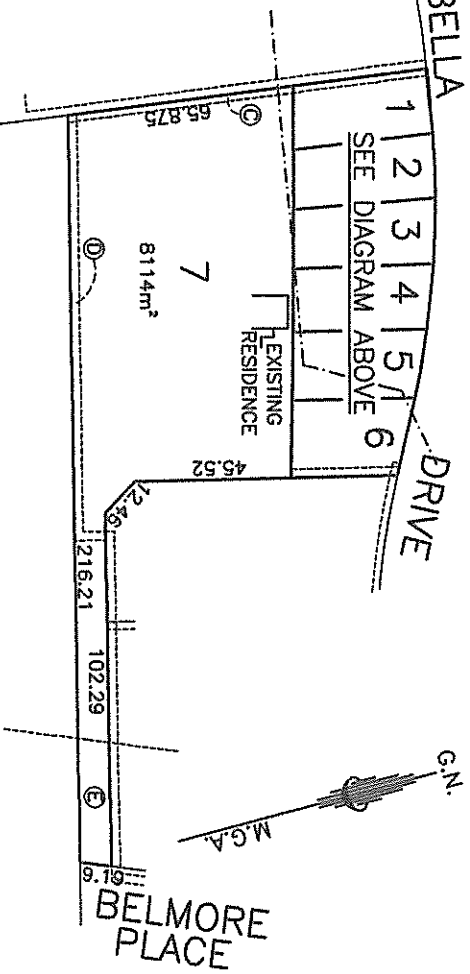 BELLA
DRIVE
1
2
3
4
5
6
SEE DIAGRAM ABOVE
65.875
Ⓒ
7
8114m²
EXISTING
RESIDENCE
45.52
12.46
Ⓓ
216.21
102.29
Ⓔ
9.19
BELMORE
PLACE
G.N.
M.G.A.